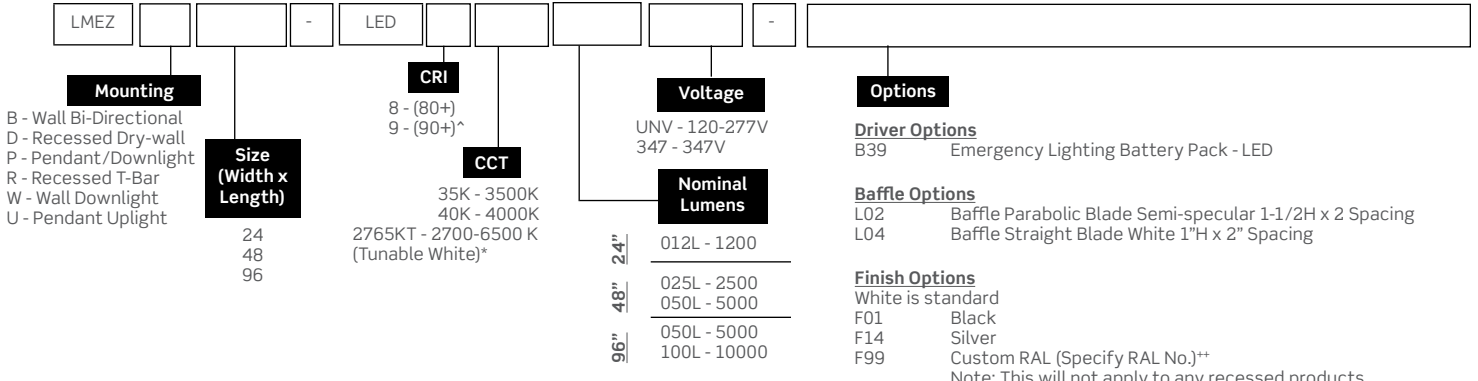 LMEZ - LED -
Mounting
B - Wall Bi-Directional
D - Recessed Dry-wall
P - Pendant/Downlight
R - Recessed T-Bar
W - Wall Downlight
U - Pendant Uplight
Size
(Width x
Length)
24
48
96
CRI
8 - (80+)
9 - (90+)^
CCT
35K - 3500K
40K - 4000K
2765KT - 2700-6500 K
(Tunable White)*
Nominal
Lumens
24” 012L - 1200
48” 025L - 2500
050L - 5000
96” 050L - 5000
100L - 10000
Voltage
UNV - 120-277V
347 - 347V
Options
Driver Options
B39 Emergency Lighting Battery Pack - LED
Baffle Options
L02 Baffle Parabolic Blade Semi-specular 1-1/2H x 2 Spacing
L04 Baffle Straight Blade White 1”H x 2” Spacing
Finish Options
White is standard
F01 Black
F14 Silver
F99 Custom RAL (Specify RAL No.)++
Note: This will not apply to any recessed products